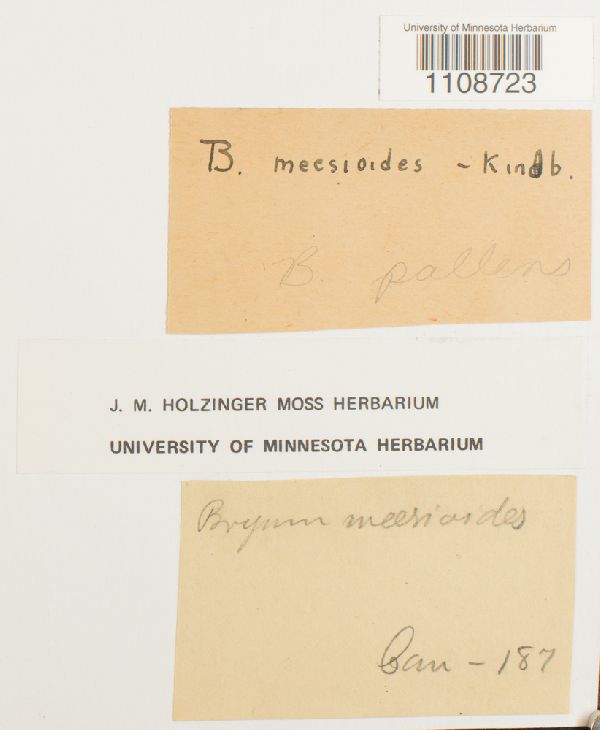 University of Minnesota Herbarium
1108723
B. meesioides - Kindb.
B. pallens
J. M. HOLZINGER MOSS HERBARIUM
UNIVERSITY OF MINNESOTA HERBARIUM
Bryum meesioides
Can - 187